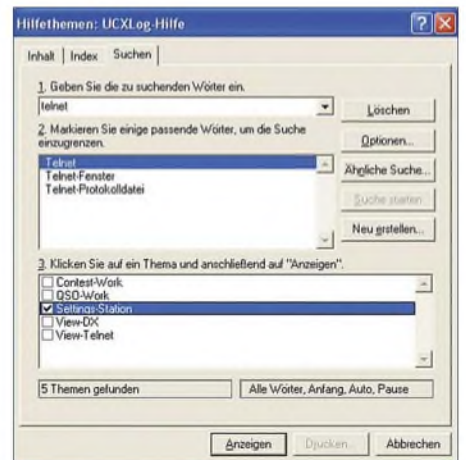 Hilfethemen: UCXLog-Hilfe
Inhalt Index Suchen
1. Geben Sie die zu suchenden Wörter ein.
telnet
Löschen
2. Markieren Sie einige passende Wörter, um die Suche
einzugrenzen.
Optionen...
Telnet
Telnet-Fenster
Telnet-Protokolldatei
Ähnliche Suche...
Suche starten
Neu erstellen...
3. Klicken Sie auf ein Thema und anschließend auf "Anzeigen".
Contest-Work
QSO-Work
Settings-Station
View-DX
View-Telnet
5 Themen gefunden
Alle Wörter, Anfang, Auto, Pause
Anzeigen
Drucken...
Abbrechen